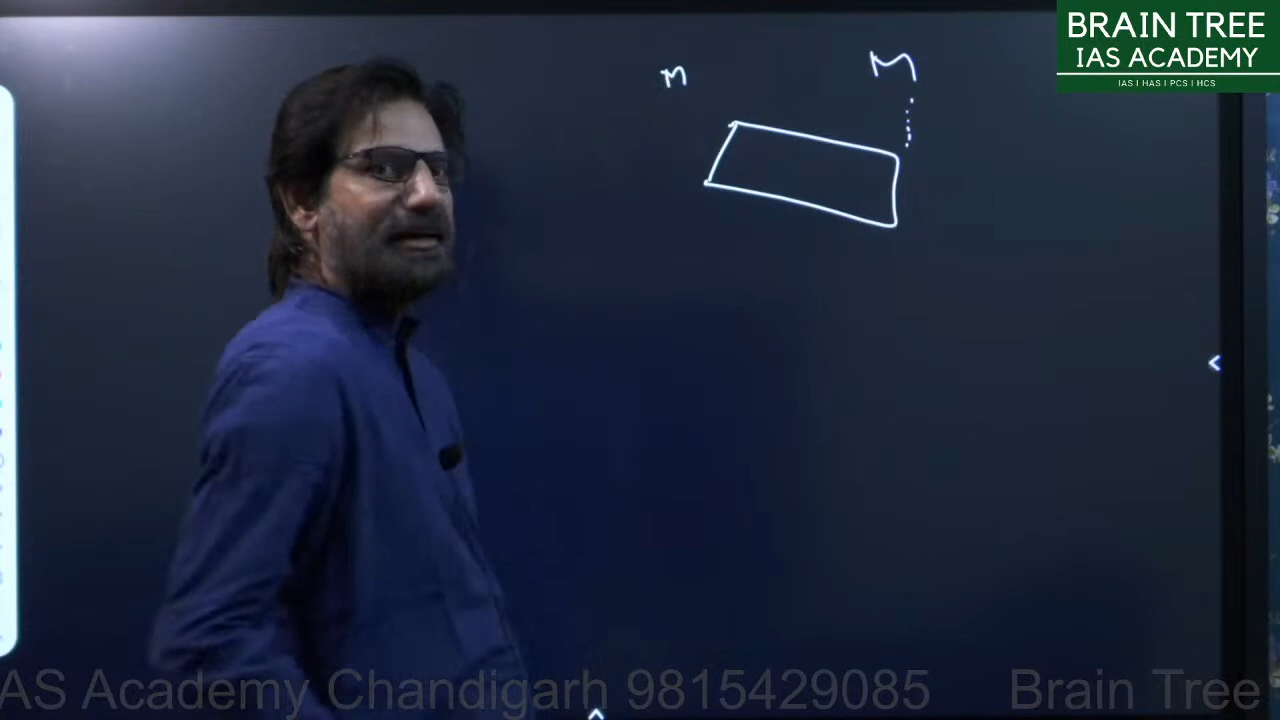 BRAIN TREE
IAS ACADEMY
IAS | HAS | PCS | HCS
m
M
AS Academy Chandigarh 9815429085 Brain Tree